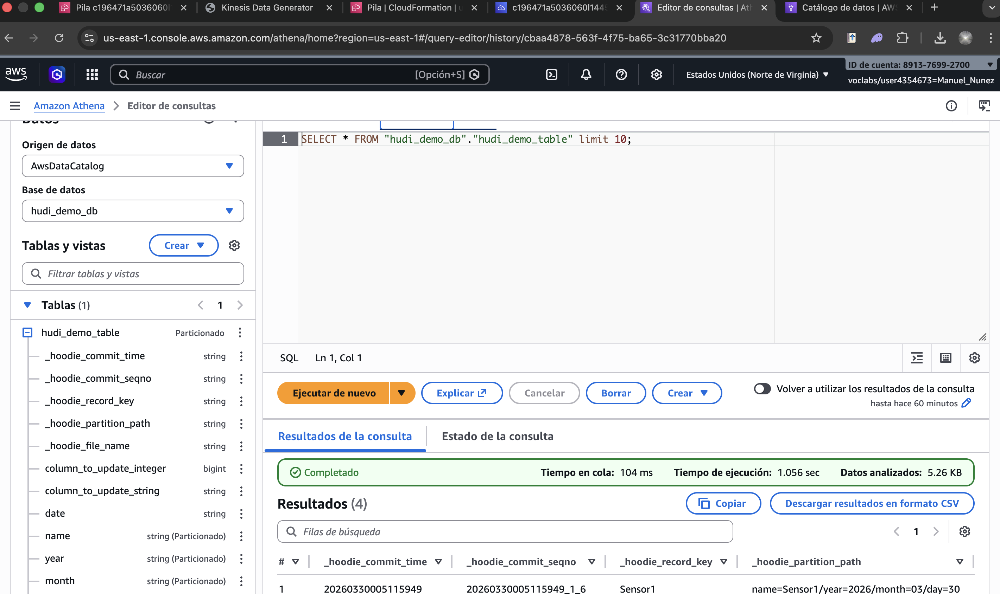 Pila c196471a5036060l1
Kinesis Data Generator
Pila | CloudFormation | u
c196471a5036060l1445
Editor de consultas | Ath
Catálogo de datos | AWS
us-east-1.console.aws.amazon.com/athena/home?region=us-east-1#/query-editor/history/cbaa4878-563f-4f75-ba65-3c31770bba20
aws
Buscar
[Opción+S]
Estados Unidos (Norte de Virginia)
ID de cuenta: 8913-7699-2700
voclabs/user4354673=Manuel_Nunez
Amazon Athena
Editor de consultas
Datos
Origen de datos
AwsDataCatalog
Base de datos
hudi_demo_db
Tablas y vistas
Crear
Filtrar tablas y vistas
Tablas (1)
1
hudi_demo_table Particionado
_hoodie_commit_time string
_hoodie_commit_seqno string
_hoodie_record_key string
_hoodie_partition_path string
_hoodie_file_name string
column_to_update_integer bigint
column_to_update_string string
date string
name string (Particionado)
year string (Particionado)
month string (Particionado)
1 SELECT * FROM "hudi_demo_db"."hudi_demo_table" limit 10;
SQL Ln 1, Col 1
Ejecutar de nuevo
Explicar
Cancelar
Borrar
Crear
Volver a utilizar los resultados de la consulta
hasta hace 60 minutos
Resultados de la consulta
Estado de la consulta
Completado
Tiempo en cola: 104 ms
Tiempo de ejecución: 1.056 sec
Datos analizados: 5.26 KB
Resultados (4)
Copiar
Descargar resultados en formato CSV
Filas de búsqueda
1
# _hoodie_commit_time _hoodie_commit_seqno _hoodie_record_key _hoodie_partition_path
1 20260330005115949 20260330005115949_1_6 Sensor1 name=Sensor1/year=2026/month=03/day=30